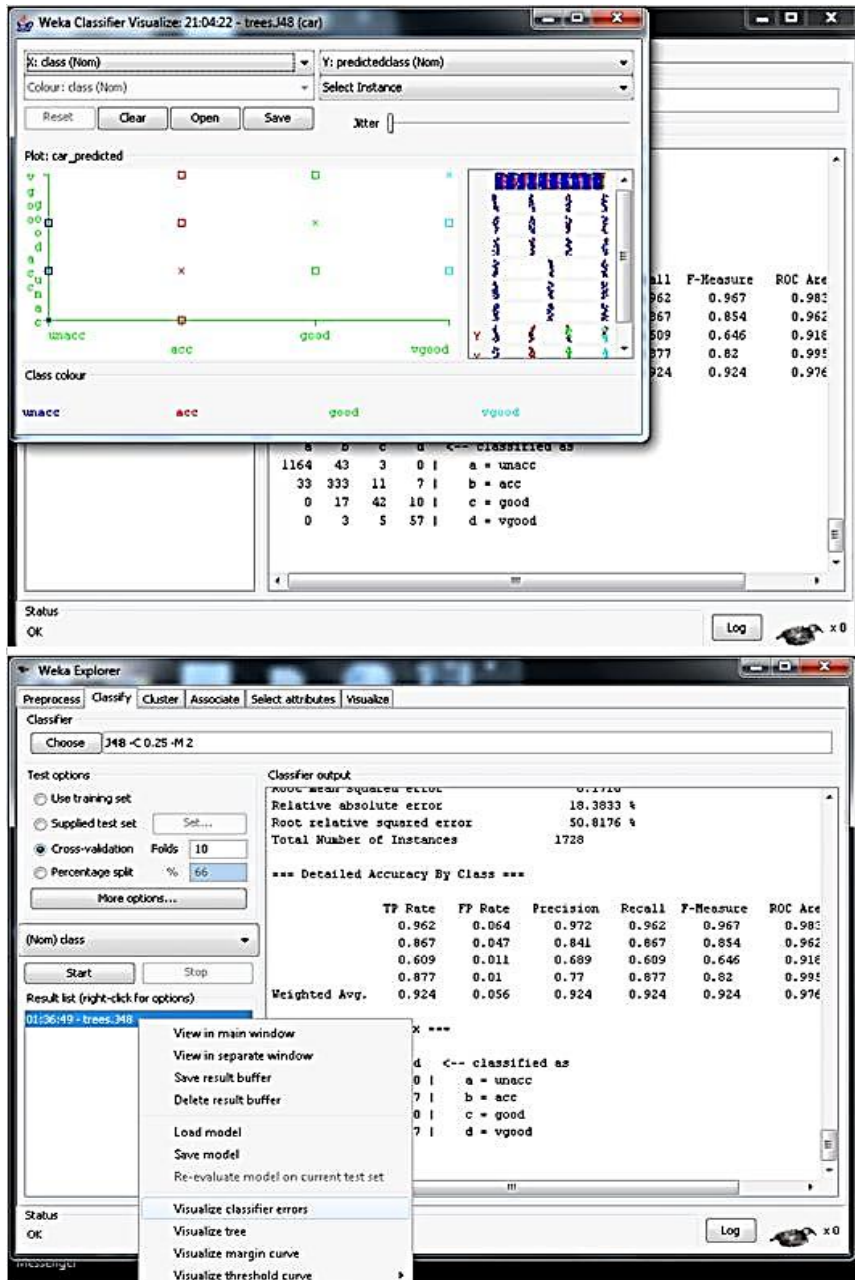 Weka Classifier Visualize: 21:04:22 - trees.J48 (car)
X: class (Nom) Y: predictedclass (Nom)
Colour: class (Nom) Select Instance
Reset Clear Open Save Jitter
Plot: car_predicted
unacc acc good vgood
Class colour
unacc acc good vgood
all F-Measure ROC Are
962 0.967 0.983
867 0.854 0.962
609 0.646 0.918
877 0.82 0.995
924 0.924 0.976
a b c d <-- classified as
1164 43 3 0 | a = unacc
33 333 11 7 | b = acc
0 17 42 10 | c = good
0 3 5 57 | d = vgood
Status
OK
Log x 0
Weka Explorer
Preprocess Classify Cluster Associate Select attributes Visualize
Classifier
Choose J48 -C 0.25 -M 2
Test options
Use training set
Supplied test set Set...
Cross-validation Folds 10
Percentage split % 66
More options...
(Nom) class
Start Stop
Result list (right-click for options)
01:36:49 - trees.J48
Classifier output
Root mean squared error
Relative absolute error 18.3833 %
Root relative squared error 50.8176 %
Total Number of Instances 1728
=== Detailed Accuracy By Class ===
TP Rate FP Rate Precision Recall F-Measure ROC Are
0.962 0.064 0.972 0.962 0.967 0.983
0.867 0.047 0.841 0.867 0.854 0.962
0.609 0.011 0.689 0.609 0.646 0.918
0.877 0.01 0.77 0.877 0.82 0.995
Weighted Avg. 0.924 0.056 0.924 0.924 0.924 0.976
x ===
d <-- classified as
0 | a = unacc
7 | b = acc
0 | c = good
7 | d = vgood
View in main window
View in separate window
Save result buffer
Delete result buffer
Load model
Save model
Re-evaluate model on current test set
Visualize classifier errors
Visualize tree
Visualize margin curve
Visualize threshold curve
Status
OK
Log x 0
Messenger